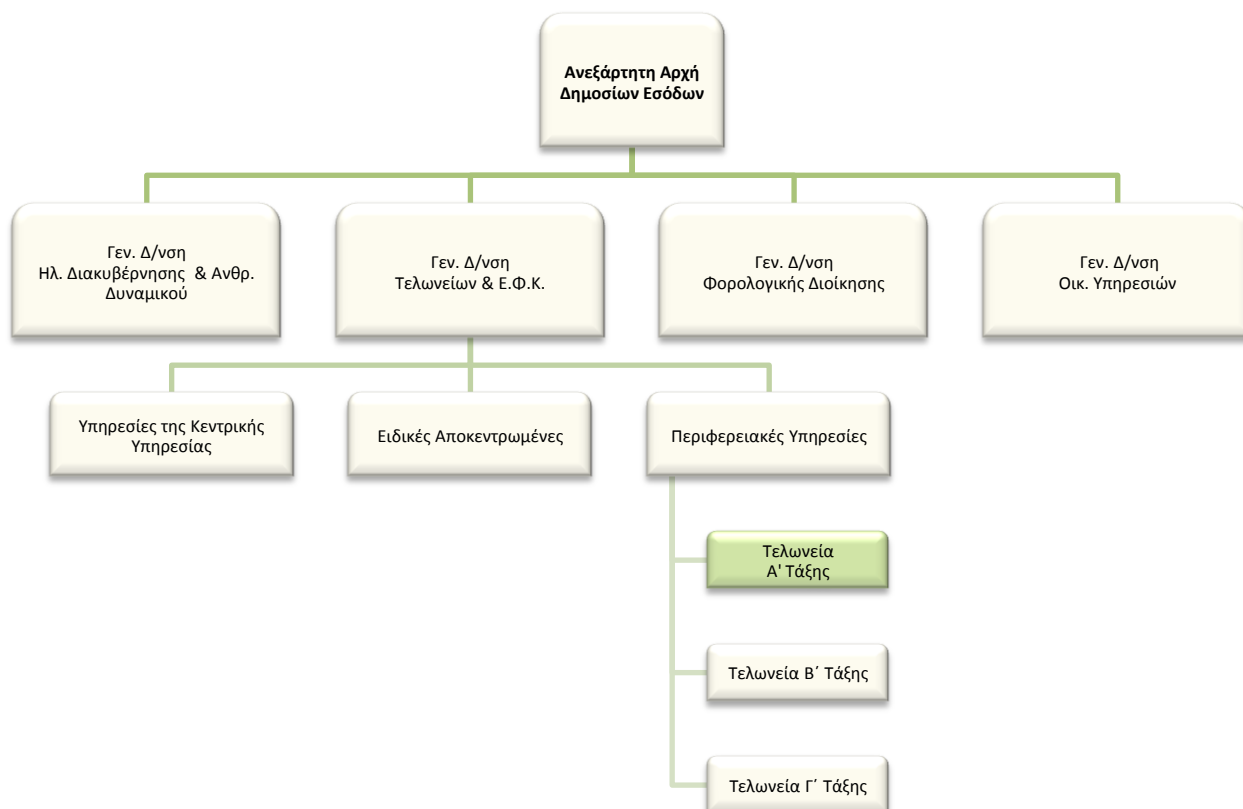 Ανεξάρτητη Αρχή
Δημοσίων Εσόδων
Γεν. Δ/νση
Ηλ. Διακυβέρνησης & Ανθρ.
Δυναμικού
Γεν. Δ/νση
Τελωνείων & Ε.Φ.Κ.
Γεν. Δ/νση
Φορολογικής Διοίκησης
Γεν. Δ/νση
Οικ. Υπηρεσιών
Υπηρεσίες της Κεντρικής
Υπηρεσίας
Ειδικές Αποκεντρωμένες
Περιφερειακές Υπηρεσίες
Τελωνεία
Α' Τάξης
Τελωνεία Β΄ Τάξης
Τελωνεία Γ΄ Τάξης